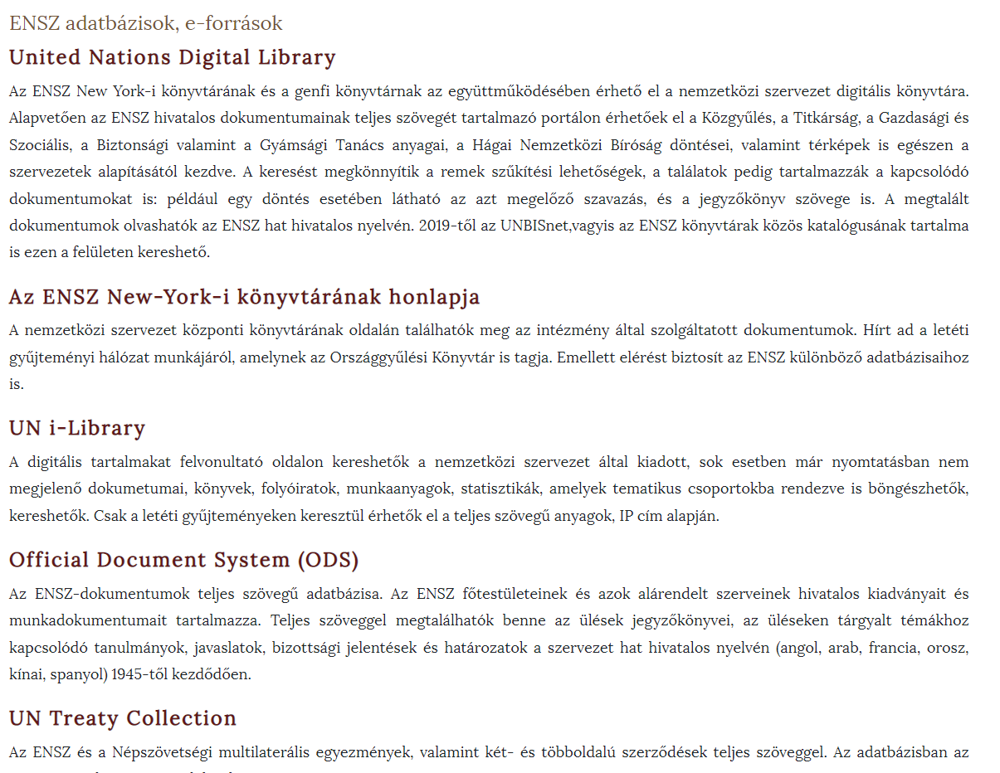 ENSZ adatbázisok, e-források
United Nations Digital Library
Az ENSZ New York-i könyvtárának és a genfi könyvtárnak az együttműködésében érhető el a nemzetközi szervezet digitális könyvtára.
Alapvetően az ENSZ hivatalos dokumentumainak teljes szövegét tartalmazó portálon érhetőek el a Közgyűlés, a Titkárság, a Gazdasági és
Szociális, a Biztonsági valamint a Gyámsági Tanács anyagai, a Hágai Nemzetközi Bíróság döntései, valamint térképek is egészen a
szervezetek alapításától kezdve. A keresést megkönnyítik a remek szűkítési lehetőségek, a találatok pedig tartalmazzák a kapcsolódó
dokumentumokat is: például egy döntés esetében látható az azt megelőző szavazás, és a jegyzőkönyv szövege is. A megtalált
dokumentumok olvashatók az ENSZ hat hivatalos nyelvén. 2019-től az UNBISnet,vagyis az ENSZ könyvtárak közös katalógusának tartalma
is ezen a felületen kereshető.
Az ENSZ New-York-i könyvtárának honlapja
A nemzetközi szervezet központi könyvtárának oldalán találhatók meg az intézmény által szolgáltatott dokumentumok. Hírt ad a letéti
gyűjteményi hálózat munkájáról, amelynek az Országgyűlési Könyvtár is tagja. Emellett elérést biztosít az ENSZ különböző adatbázisaihoz
is.
UN i-Library
A digitális tartalmakat felvonultató oldalon kereshetők a nemzetközi szervezet által kiadott, sok esetben már nyomtatásban nem
megjelenő dokumetumai, könyvek, folyóiratok, munkaanyagok, statisztikák, amelyek tematikus csoportokba rendezve is böngészhetők,
kereshetők. Csak a letéti gyűjteményeken keresztül érhetők el a teljes szövegű anyagok, IP cím alapján.
Official Document System (ODS)
Az ENSZ-dokumentumok teljes szövegű adatbázisa. Az ENSZ főtestületeinek és azok alárendelt szerveinek hivatalos kiadványait és
munkadokumentumait tartalmazza. Teljes szöveggel megtalálhatók benne az ülések jegyzőkönyvei, az üléseken tárgyalt témákhoz
kapcsolódó tanulmányok, javaslatok, bizottsági jelentések és határozatok a szervezet hat hivatalos nyelvén (angol, arab, francia, orosz,
kínai, spanyol) 1945-től kezdődően.
UN Treaty Collection
Az ENSZ és a Népszövetségi multilaterális egyezmények, valamint két- és többoldalú szerződések teljes szöveggel. Az adatbázisban az